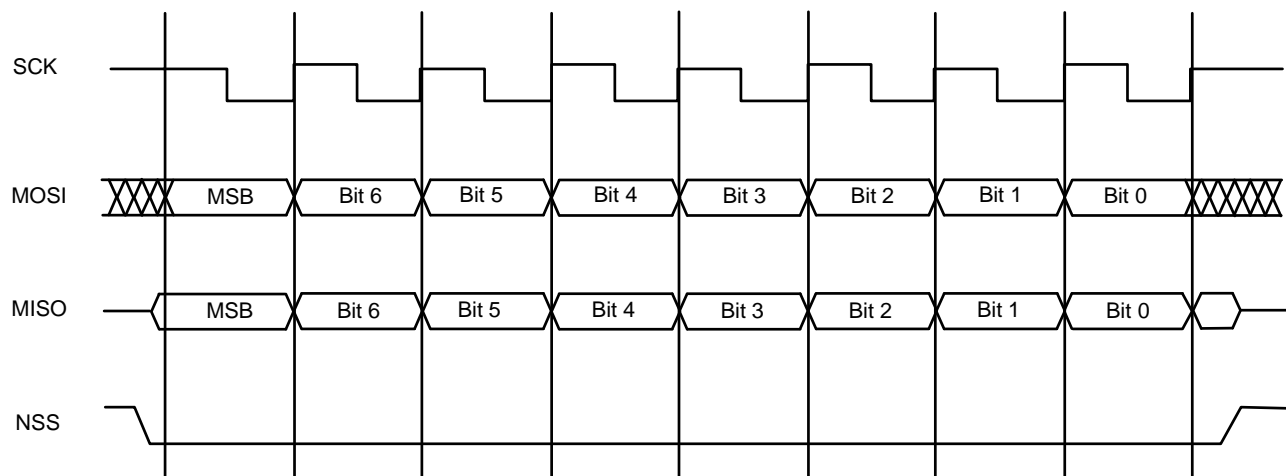 SCK
MOSI MSB Bit 6 Bit 5 Bit 4 Bit 3 Bit 2 Bit 1 Bit 0
MISO MSB Bit 6 Bit 5 Bit 4 Bit 3 Bit 2 Bit 1 Bit 0
NSS